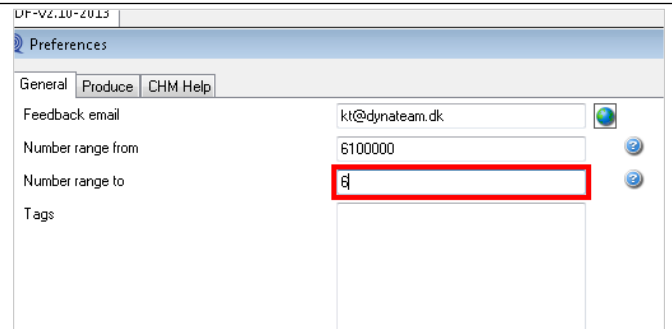 DF-V2.10-2013
Preferences
General Produce CHM Help
Feedback email kt@dynateam.dk
Number range from 6100000
Number range to 6
Tags